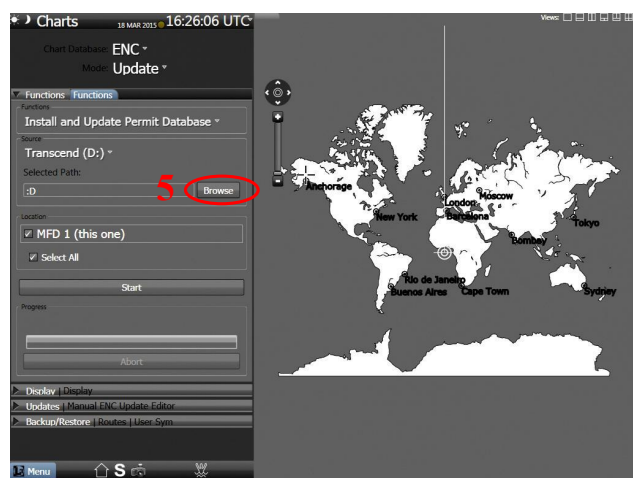 Charts 18 MAR 2015 16:26:06 UTC
Views:
Chart Database: ENC
Mode: Update
Functions Functions
Functions
Install and Update Permit Database
Source
Transcend (D:)
Selected Path:
:D 5 Browse
Location
MFD 1 (this one)
Select All
Start
Progress
Abort
Display | Display
Updates | Manual ENC Update Editor
Backup/Restore | Routes | User Sym
Menu S
Anchorage
Moscow
London
New York
Barcelona
Tokyo
Bombay
Rio de Janeiro
Buenos Aires
Cape Town
Sydney